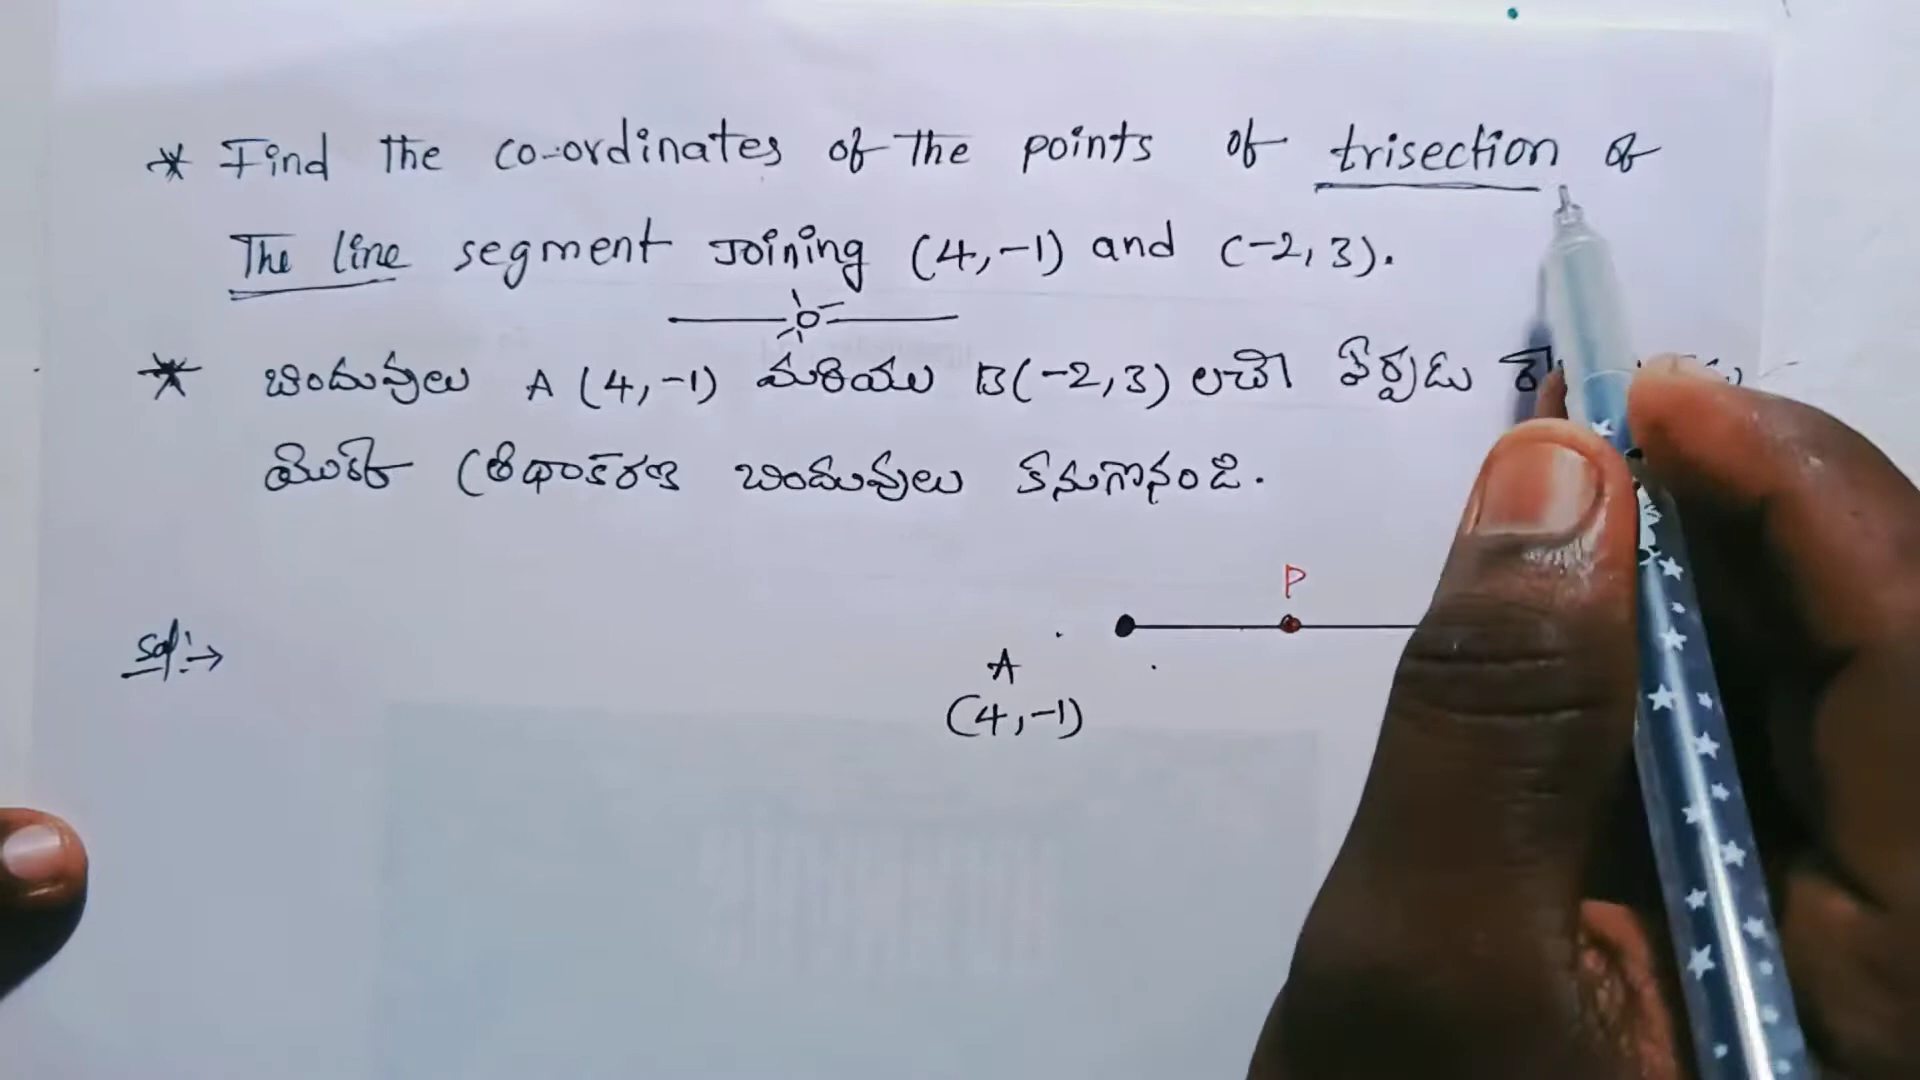 * Find the co-ordinates of the points of trisection of
The line segment Joining (4,-1) and (-2, 3).
* బిందువులు A (4,-1) మరియు B(-2,3) లచే ఏర్పడు
యొక్క త్రిథాకరణ బిందువులు కనుగొనండి.
P
Sol:→
A
(4,-1)